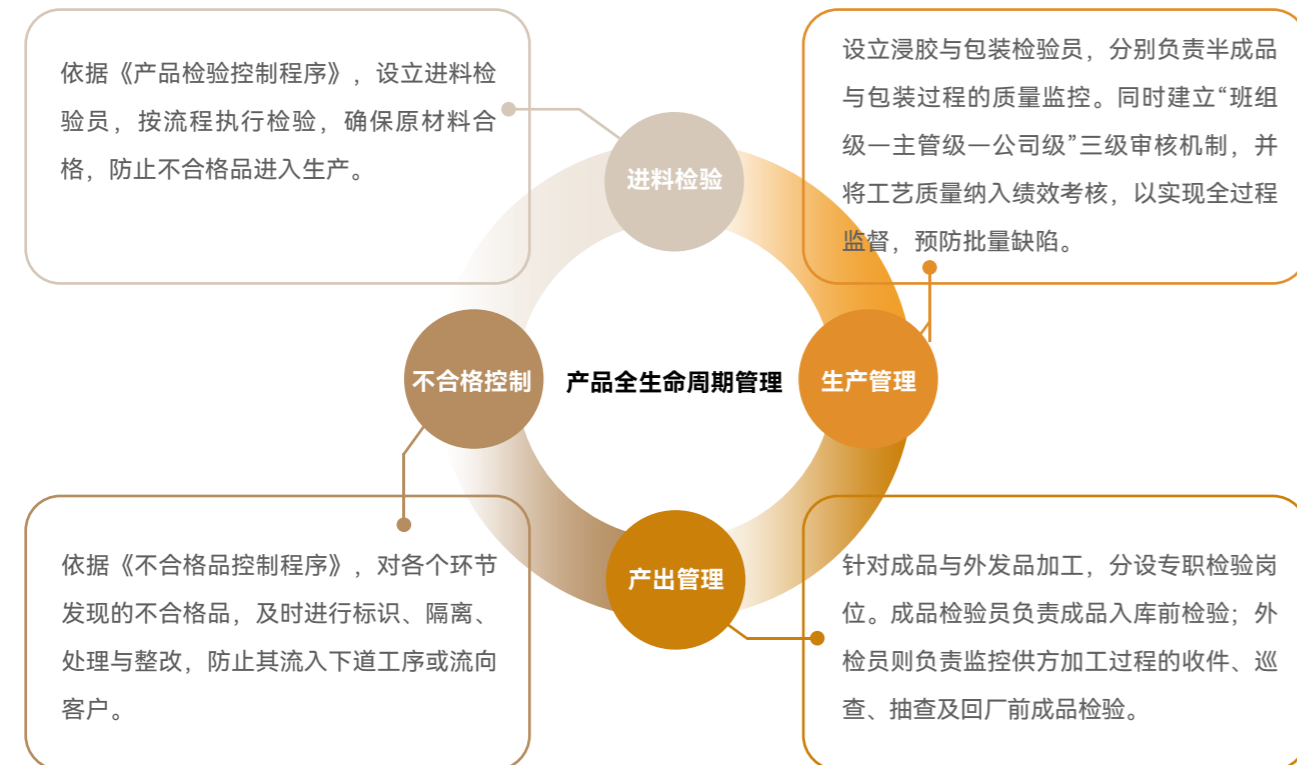 依据《产品检验控制程序》，设立进料检
验员，按流程执行检验，确保原材料合
格，防止不合格品进入生产。
设立浸胶与包装检验员，分别负责半成品
与包装过程的质量监控。同时建立“班组
级—主管级—公司级”三级审核机制，并
将工艺质量纳入绩效考核，以实现全过程
监督，预防批量缺陷。
进料检验
不合格控制
产品全生命周期管理
生产管理
产出管理
依据《不合格品控制程序》，对各个环节
发现的不合格品，及时进行标识、隔离、
处理与整改，防止其流入下道工序或流向
客户。
针对成品与外发品加工，分设专职检验岗
位。成品检验员负责成品入库前检验；外
检员则负责监控供方加工过程的收件、巡
查、抽查及回厂前成品检验。